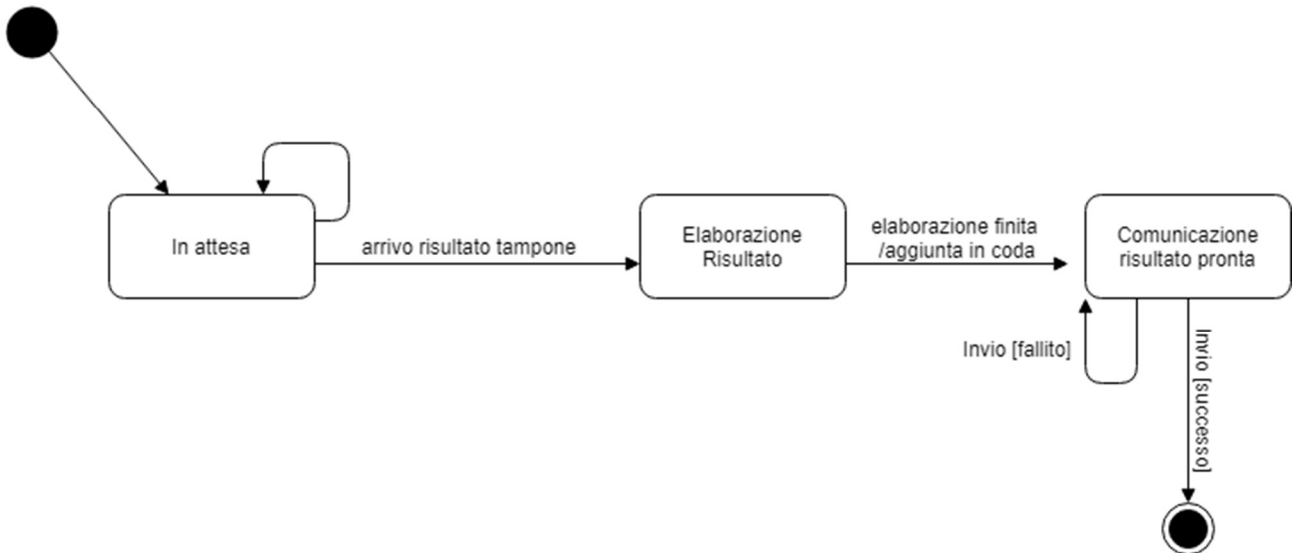 In attesa
arrivo risultato tampone
Elaborazione
Risultato
elaborazione finita
/aggiunta in coda
Comunicazione
risultato pronta
Invio [fallito]
Invio [successo]